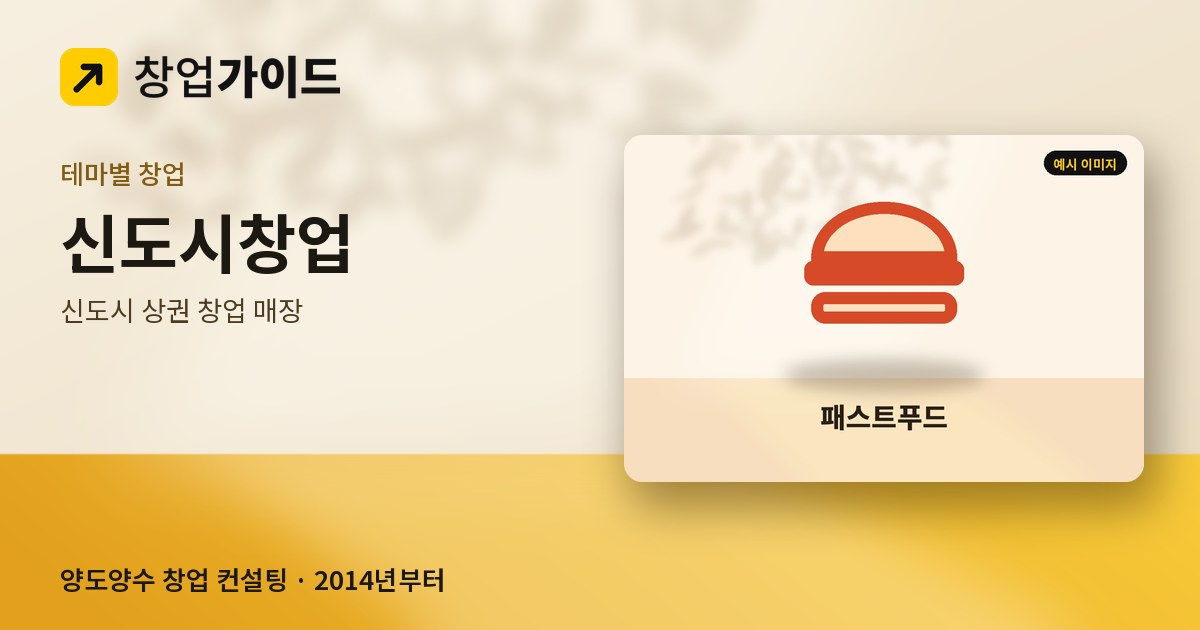 창업가이드
테마별 창업
신도시창업
신도시 상권 창업 매장
예시 이미지
패스트푸드
양도양수 창업 컨설팅 · 2014년부터